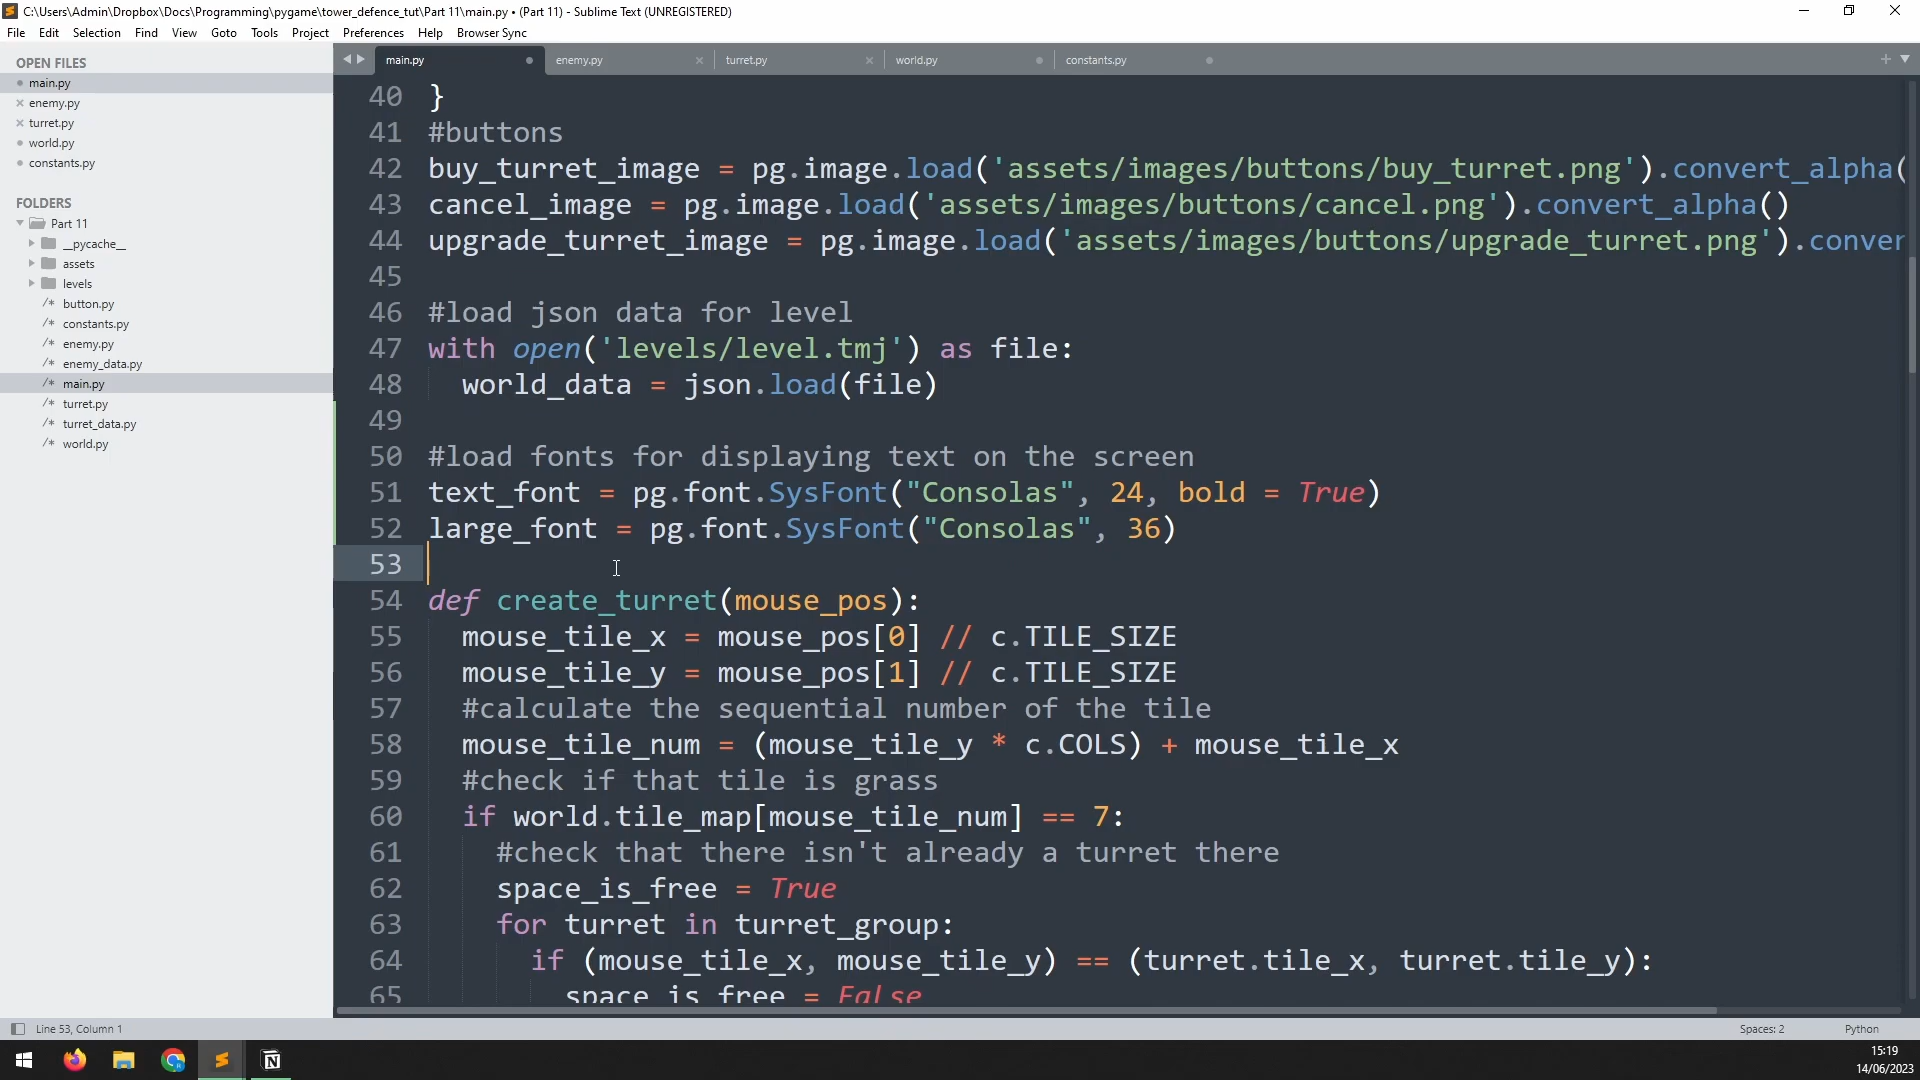 C:\Users\Admin\Dropbox\Docs\Programming\pygame\tower_defence_tut\Part 11\main.py • (Part 11) - Sublime Text (UNREGISTERED)
File Edit Selection Find View Goto Tools Project Preferences Help Browser Sync
OPEN FILES
main.py
enemy.py
turret.py
world.py
constants.py
FOLDERS
Part 11
__pycache__
assets
levels
/* button.py
/* constants.py
/* enemy.py
/* enemy_data.py
/* main.py
/* turret.py
/* turret_data.py
/* world.py
main.py enemy.py turret.py world.py constants.py
40 }
41 #buttons
42 buy_turret_image = pg.image.load('assets/images/buttons/buy_turret.png').convert_alpha(
43 cancel_image = pg.image.load('assets/images/buttons/cancel.png').convert_alpha()
44 upgrade_turret_image = pg.image.load('assets/images/buttons/upgrade_turret.png').conver
45
46 #load json data for level
47 with open('levels/level.tmj') as file:
48 world_data = json.load(file)
49
50 #load fonts for displaying text on the screen
51 text_font = pg.font.SysFont("Consolas", 24, bold = True)
52 large_font = pg.font.SysFont("Consolas", 36)
53
54 def create_turret(mouse_pos):
55 mouse_tile_x = mouse_pos[0] // c.TILE_SIZE
56 mouse_tile_y = mouse_pos[1] // c.TILE_SIZE
57 #calculate the sequential number of the tile
58 mouse_tile_num = (mouse_tile_y * c.COLS) + mouse_tile_x
59 #check if that tile is grass
60 if world.tile_map[mouse_tile_num] == 7:
61 #check that there isn't already a turret there
62 space_is_free = True
63 for turret in turret_group:
64 if (mouse_tile_x, mouse_tile_y) == (turret.tile_x, turret.tile_y):
65 space_is_free = False
Line 53, Column 1
Spaces: 2
Python
15:19
14/06/2023